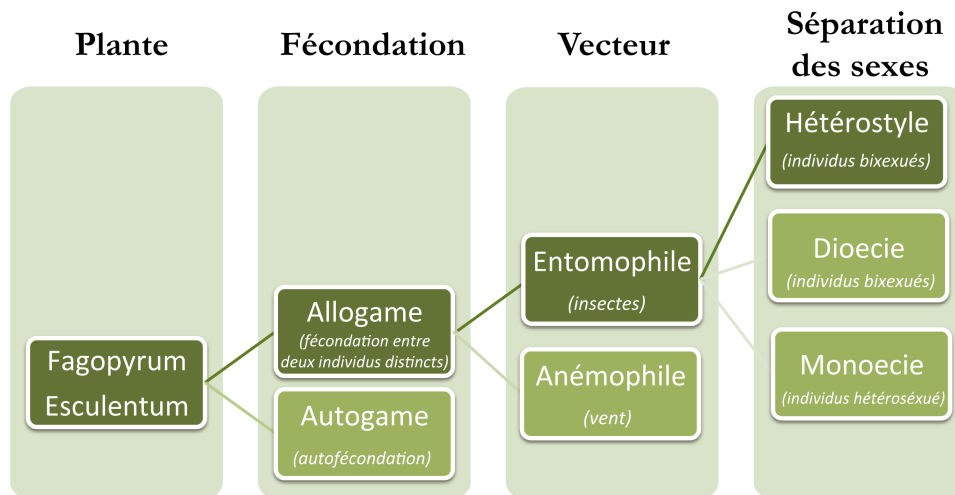 Plante
Fécondation
Vecteur
Séparation
des sexes
Fagopyrum
Esculentum
Allogame
(fécondation entre
deux individus distincts)
Autogame
(autofécondation)
Entomophile
(insectes)
Anémophile
(vent)
Hétérostyle
(individus bixexués)
Dioecie
(individus bixexués)
Monoecie
(individus hétéroséxué)